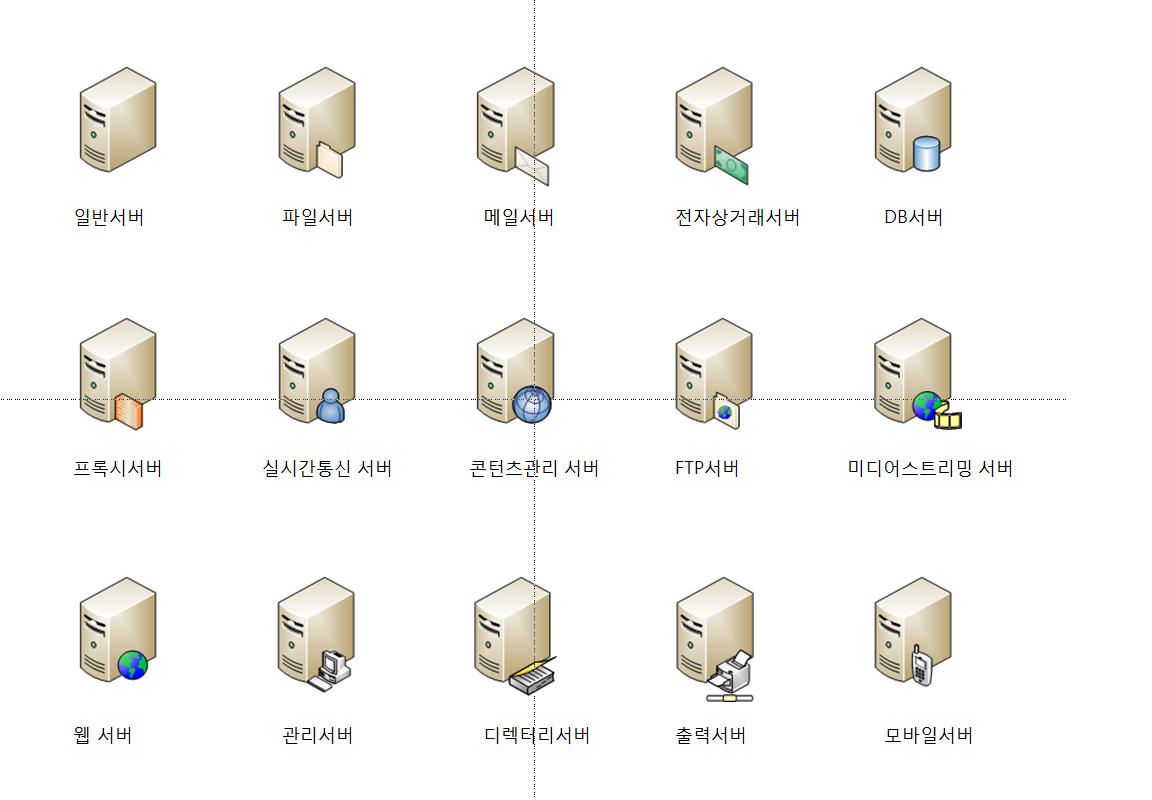 일반서버
파일서버
메일서버
전자상거래서버
DB서버
프록시서버
실시간통신 서버
콘턴츠관리 서버
FTP서버
미디어스트리밍 서버
웹 서버
관리서버
디렉터리서버
출력서버
모바일서버